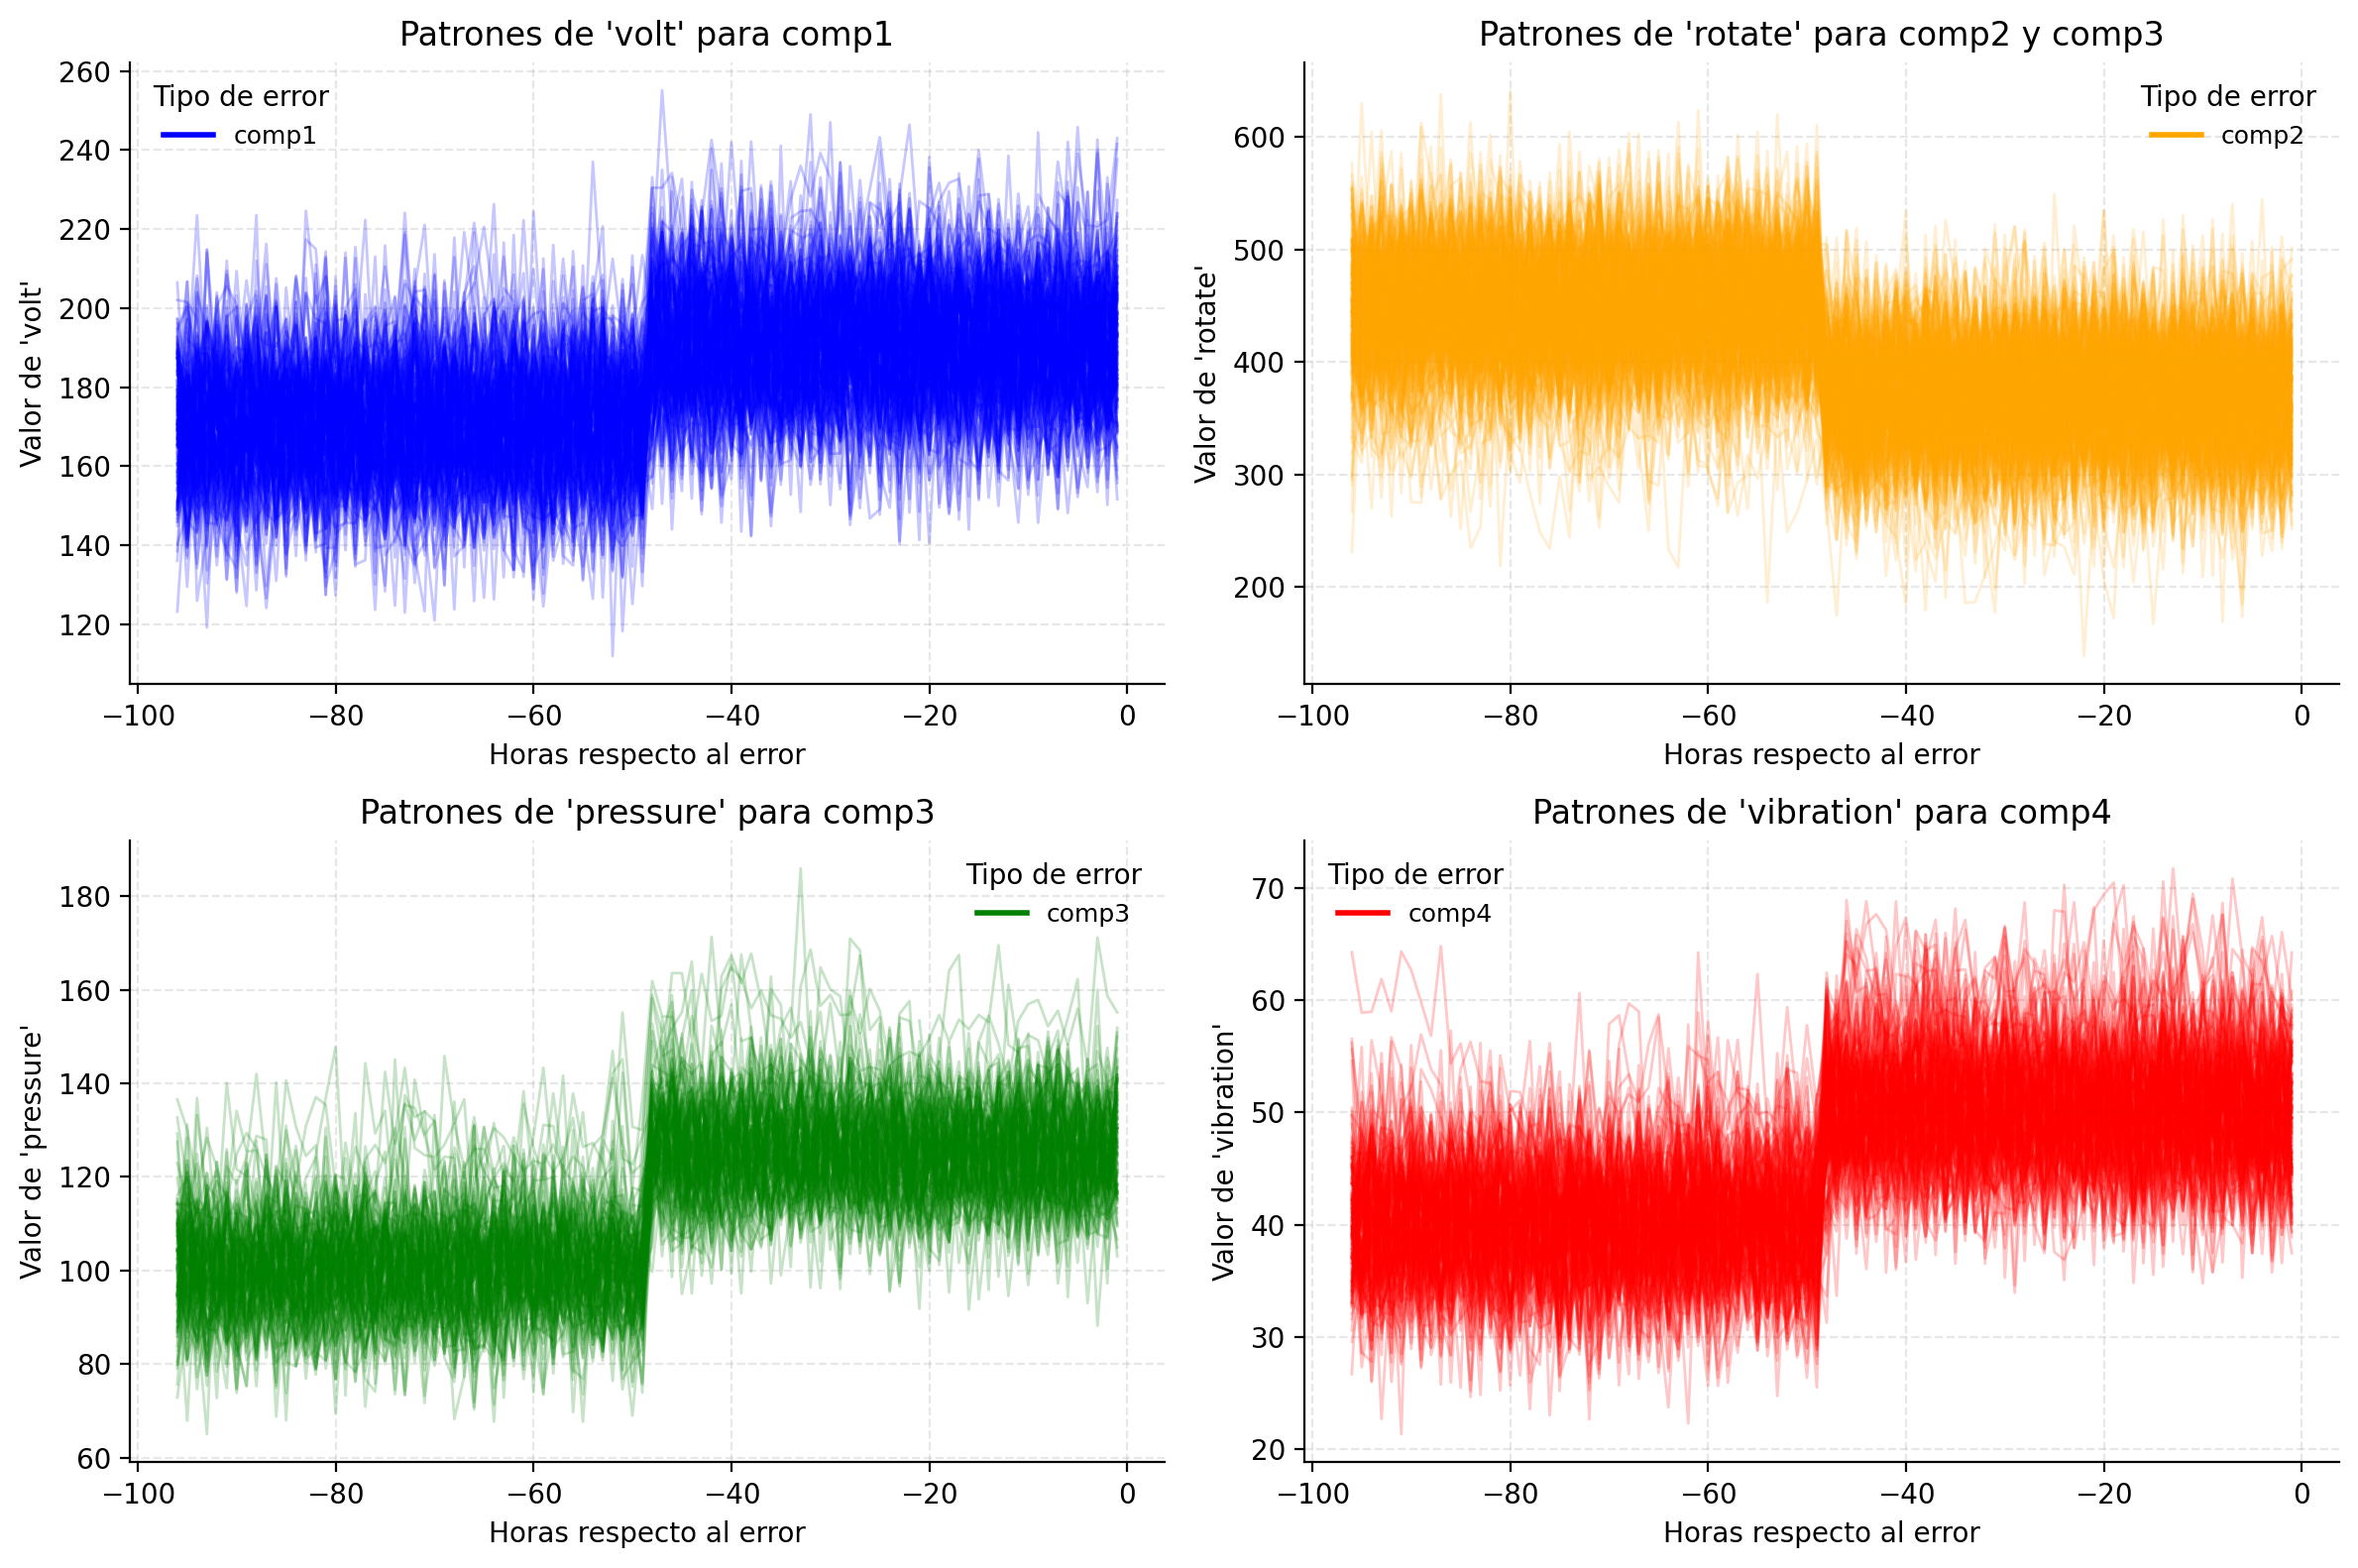 Patrones de 'volt' para comp1
260
240
220
200
180
160
140
120
Valor de 'volt'
Tipo de error
comp1
−100
−80
−60
−40
−20
0
Horas respecto al error
Patrones de 'rotate' para comp2 y comp3
600
500
400
300
200
Valor de 'rotate'
Tipo de error
comp2
−100
−80
−60
−40
−20
0
Horas respecto al error
Patrones de 'pressure' para comp3
180
160
140
120
100
80
60
Valor de 'pressure'
Tipo de error
comp3
−100
−80
−60
−40
−20
0
Horas respecto al error
Patrones de 'vibration' para comp4
70
60
50
40
30
20
Valor de 'vibration'
Tipo de error
comp4
−100
−80
−60
−40
−20
0
Horas respecto al error